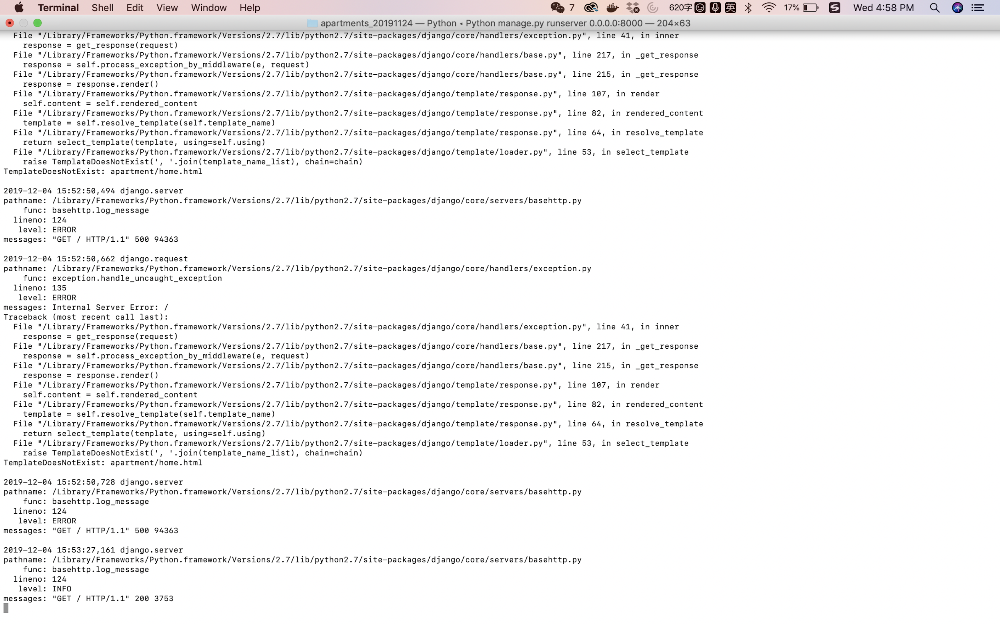 Terminal Shell Edit View Window Help 7 620字 英 17% Wed 4:58 PM
apartments_20191124 — Python ◂ Python manage.py runserver 0.0.0.0:8000 — 204×63
  File "/Library/Frameworks/Python.framework/Versions/2.7/lib/python2.7/site-packages/django/core/handlers/exception.py", line 41, in inner
    response = get_response(request)
  File "/Library/Frameworks/Python.framework/Versions/2.7/lib/python2.7/site-packages/django/core/handlers/base.py", line 217, in _get_response
    response = self.process_exception_by_middleware(e, request)
  File "/Library/Frameworks/Python.framework/Versions/2.7/lib/python2.7/site-packages/django/core/handlers/base.py", line 215, in _get_response
    response = response.render()
  File "/Library/Frameworks/Python.framework/Versions/2.7/lib/python2.7/site-packages/django/template/response.py", line 107, in render
    self.content = self.rendered_content
  File "/Library/Frameworks/Python.framework/Versions/2.7/lib/python2.7/site-packages/django/template/response.py", line 82, in rendered_content
    template = self.resolve_template(self.template_name)
  File "/Library/Frameworks/Python.framework/Versions/2.7/lib/python2.7/site-packages/django/template/response.py", line 64, in resolve_template
    return select_template(template, using=self.using)
  File "/Library/Frameworks/Python.framework/Versions/2.7/lib/python2.7/site-packages/django/template/loader.py", line 53, in select_template
    raise TemplateDoesNotExist(', '.join(template_name_list), chain=chain)
TemplateDoesNotExist: apartment/home.html

2019-12-04 15:52:50,494 django.server
pathname: /Library/Frameworks/Python.framework/Versions/2.7/lib/python2.7/site-packages/django/core/servers/basehttp.py
    func: basehttp.log_message
  lineno: 124
   level: ERROR
messages: "GET / HTTP/1.1" 500 94363

2019-12-04 15:52:50,662 django.request
pathname: /Library/Frameworks/Python.framework/Versions/2.7/lib/python2.7/site-packages/django/core/handlers/exception.py
    func: exception.handle_uncaught_exception
  lineno: 135
   level: ERROR
messages: Internal Server Error: /
Traceback (most recent call last):
  File "/Library/Frameworks/Python.framework/Versions/2.7/lib/python2.7/site-packages/django/core/handlers/exception.py", line 41, in inner
    response = get_response(request)
  File "/Library/Frameworks/Python.framework/Versions/2.7/lib/python2.7/site-packages/django/core/handlers/base.py", line 217, in _get_response
    response = self.process_exception_by_middleware(e, request)
  File "/Library/Frameworks/Python.framework/Versions/2.7/lib/python2.7/site-packages/django/core/handlers/base.py", line 215, in _get_response
    response = response.render()
  File "/Library/Frameworks/Python.framework/Versions/2.7/lib/python2.7/site-packages/django/template/response.py", line 107, in render
    self.content = self.rendered_content
  File "/Library/Frameworks/Python.framework/Versions/2.7/lib/python2.7/site-packages/django/template/response.py", line 82, in rendered_content
    template = self.resolve_template(self.template_name)
  File "/Library/Frameworks/Python.framework/Versions/2.7/lib/python2.7/site-packages/django/template/response.py", line 64, in resolve_template
    return select_template(template, using=self.using)
  File "/Library/Frameworks/Python.framework/Versions/2.7/lib/python2.7/site-packages/django/template/loader.py", line 53, in select_template
    raise TemplateDoesNotExist(', '.join(template_name_list), chain=chain)
TemplateDoesNotExist: apartment/home.html

2019-12-04 15:52:50,728 django.server
pathname: /Library/Frameworks/Python.framework/Versions/2.7/lib/python2.7/site-packages/django/core/servers/basehttp.py
    func: basehttp.log_message
  lineno: 124
   level: ERROR
messages: "GET / HTTP/1.1" 500 94363

2019-12-04 15:53:27,161 django.server
pathname: /Library/Frameworks/Python.framework/Versions/2.7/lib/python2.7/site-packages/django/core/servers/basehttp.py
    func: basehttp.log_message
  lineno: 124
   level: INFO
messages: "GET / HTTP/1.1" 200 3753